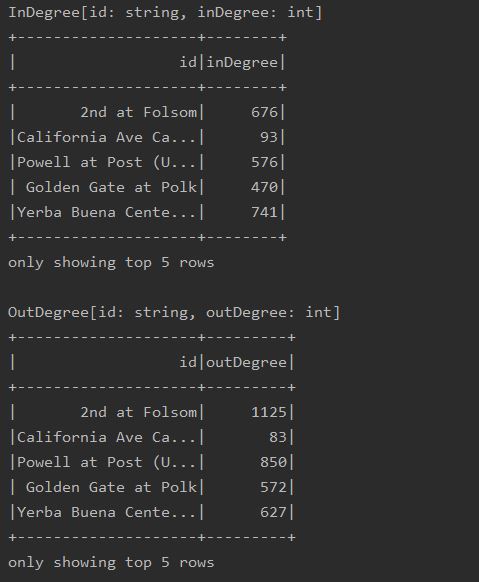 InDegree[id: string, inDegree: int]
+--------------------+--------+
|                  id|inDegree|
+--------------------+--------+
|       2nd at Folsom|     676|
|California Ave Ca...|      93|
|Powell at Post (U...|     576|
| Golden Gate at Polk|     470|
|Yerba Buena Cente...|     741|
+--------------------+--------+
only showing top 5 rows

OutDegree[id: string, outDegree: int]
+--------------------+---------+
|                  id|outDegree|
+--------------------+---------+
|       2nd at Folsom|     1125|
|California Ave Ca...|       83|
|Powell at Post (U...|      850|
| Golden Gate at Polk|      572|
|Yerba Buena Cente...|      627|
+--------------------+---------+
only showing top 5 rows